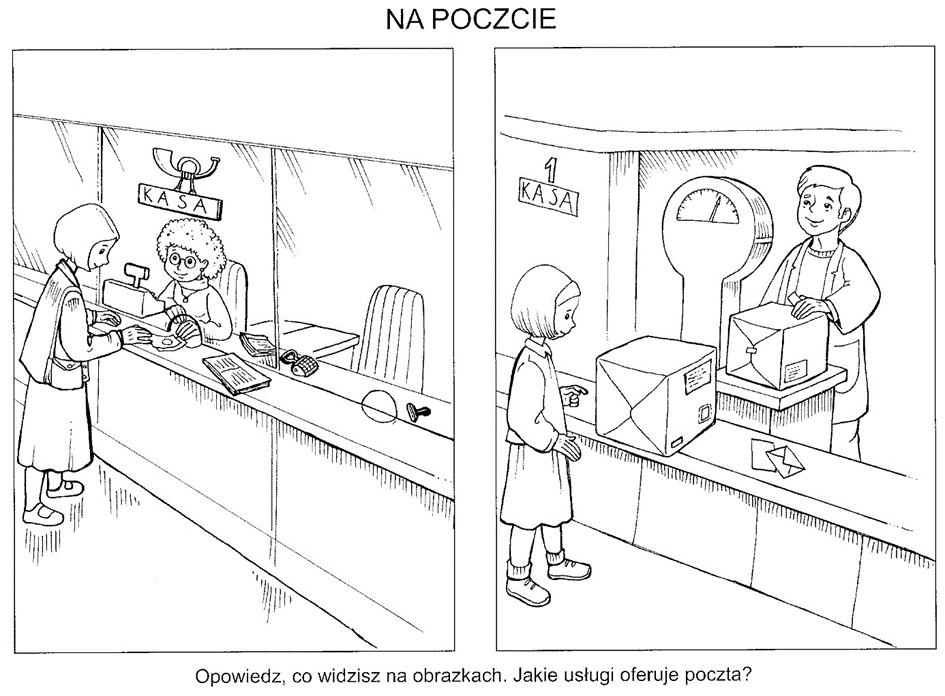 NA POCZCIE
KASA
1
KASA
Opowiedz, co widzisz na obrazkach. Jakie usługi oferuje poczta?